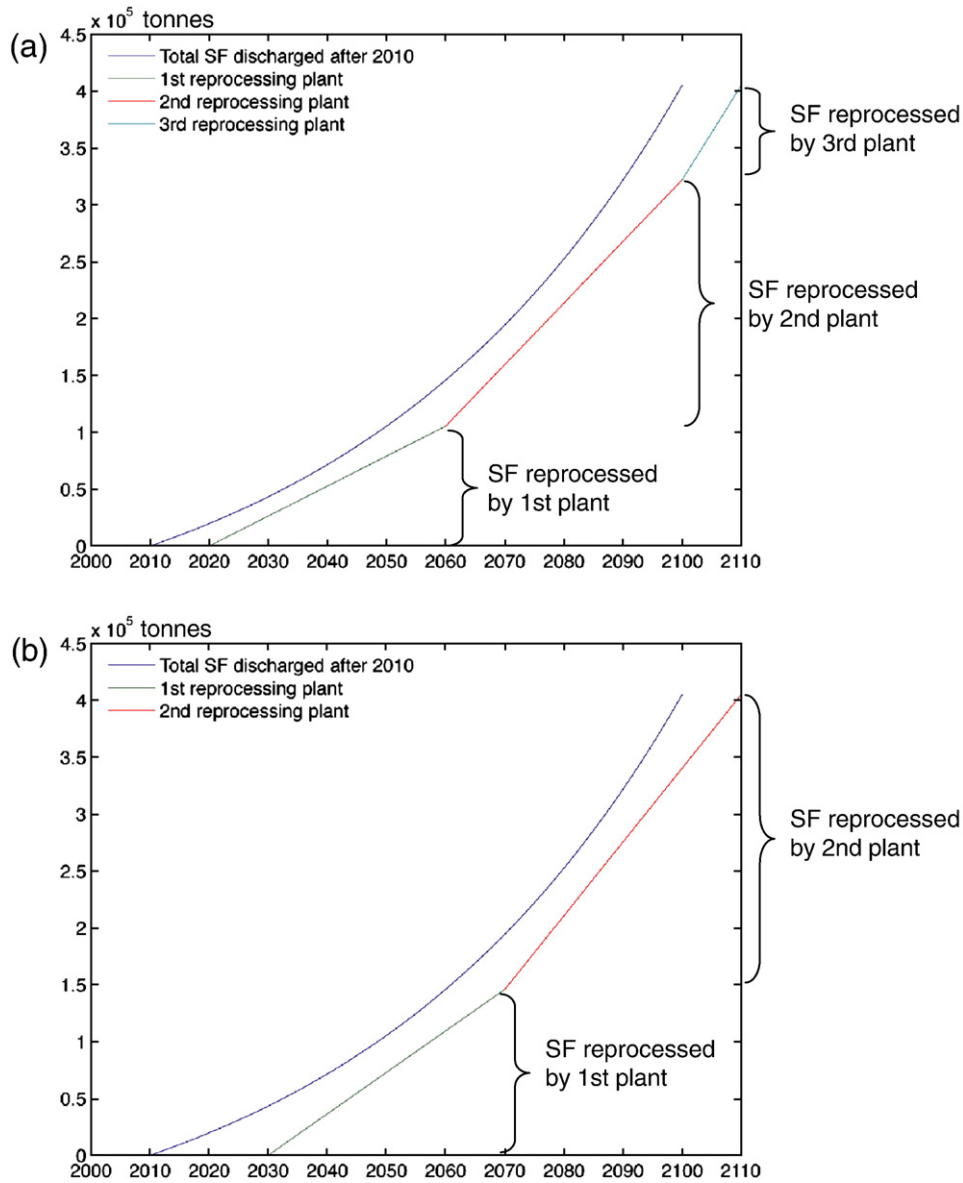 (a)
× 10⁵ tonnes
4.5
4
3.5
3
2.5
2
1.5
1
0.5
0
Total SF discharged after 2010
1st reprocessing plant
2nd reprocessing plant
3rd reprocessing plant
SF reprocessed
by 3rd plant
SF reprocessed
by 2nd plant
SF reprocessed
by 1st plant
2000 2010 2020 2030 2040 2050 2060 2070 2080 2090 2100 2110
(b)
× 10⁵ tonnes
4.5
4
3.5
3
2.5
2
1.5
1
0.5
0
Total SF discharged after 2010
1st reprocessing plant
2nd reprocessing plant
SF reprocessed
by 2nd plant
SF reprocessed
by 1st plant
2000 2010 2020 2030 2040 2050 2060 2070 2080 2090 2100 2110